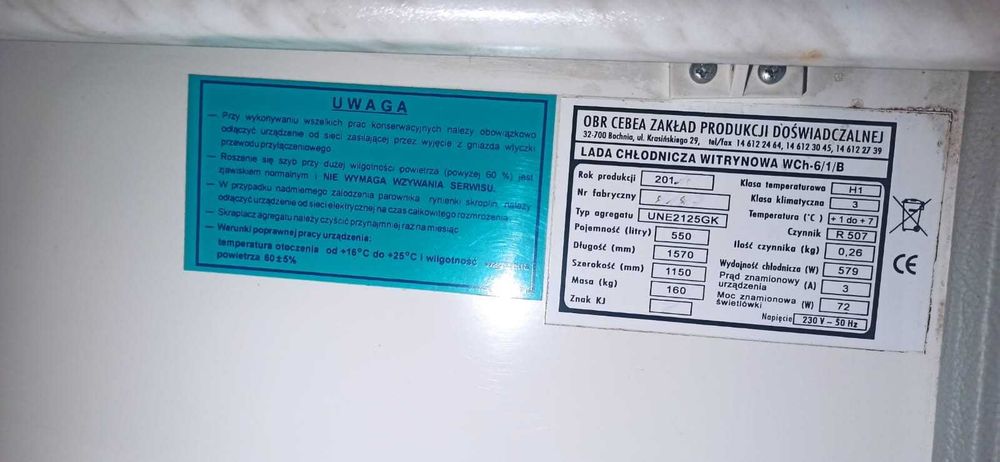 UWAGA
— Przy wykonywaniu wszelkich prac konserwacyjnych należy obowiązkowo
odłączyć urządzenie od sieci zasilającej przez wyjęcie z gniazda wtyczki
przewodu przyłączeniowego.
— Roszenie się szyb przy dużej wilgotności powietrza (powyżej 60 %) jest
zjawiskiem normalnym i NIE WYMAGA WZYWANIA SERWISU.
— W przypadku nadmiernego zalodzenia parownika rynienki skroplin należy
odłączyć urządzenie od sieci elektrycznej na czas całkowitego rozmrożenia.
— Skraplacz agregatu należy czyścić przynajmniej raz na miesiąc
— Warunki poprawnej pracy urządzenia:
temperatura otoczenia od +16°C do +25°C i wilgotność
powietrza 60 ±5%
OBR CEBEA ZAKŁAD PRODUKCJI DOŚWIADCZALNEJ
32-700 Bochnia, ul. Krasińskiego 29, tel/fax 14 612 24 64, 14 612 30 45, 14 612 27 39
LADA CHŁODNICZA WITRYNOWA WCh-6/1/B
Rok produkcji 201
Nr fabryczny
Typ agregatu UNE2125GK
Pojemność (litry) 550
Długość (mm) 1570
Szerokość (mm) 1150
Masa (kg) 160
Znak KJ
Klasa temperaturowa H1
Klasa klimatyczna 3
Temperatura (°C) +1 do +7
Czynnik R 507
Ilość czynnika (kg) 0,26
Wydajność chłodnicza (W) 579
Prąd znamionowy
urządzenia (A) 3
Moc znamionowa
świetlówki (W) 72
Napięcie 230 V – 50 Hz
CE